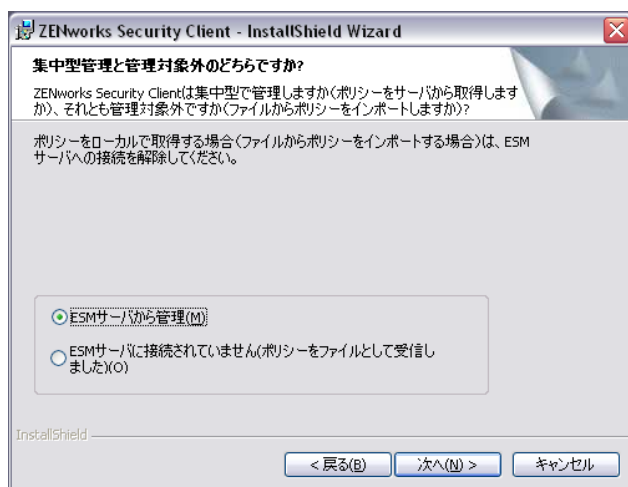 ZENworks Security Client - InstallShield Wizard
集中型管理と管理対象外のどちらですか?
ZENworks Security Clientは集中型で管理しますか(ポリシーをサーバから取得します
か)、それとも管理対象外ですか(ファイルからポリシーをインポートしますか)?
ポリシーをローカルで取得する場合(ファイルからポリシーをインポートする場合)は、ESM
サーバへの接続を解除してください。
ESMサーバから管理(M)
ESMサーバに接続されていません(ポリシーをファイルとして受信し
ました)(O)
InstallShield
< 戻る(B)
次へ(N) >
キャンセル